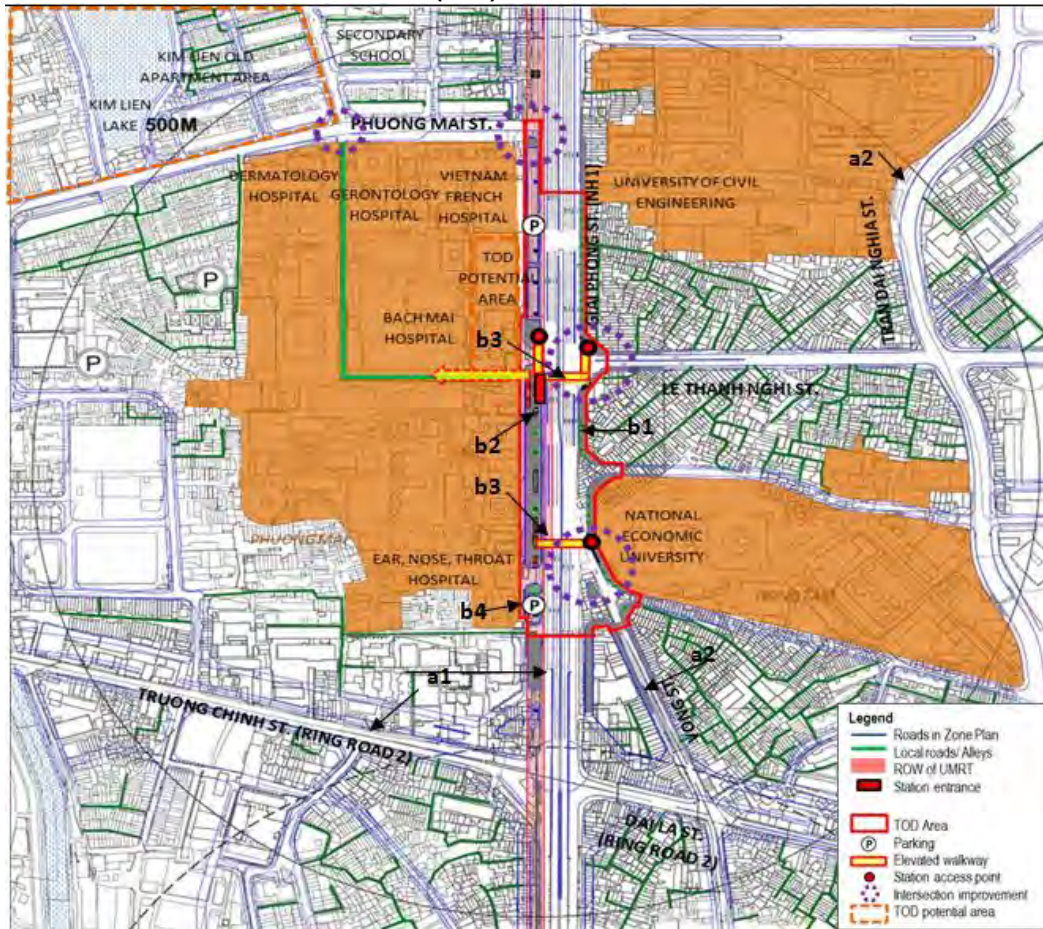 SECONDARY
SCHOOL
KIM LIEN OLD
APARTMENT AREA
KIM LIEN
LAKE 500M
PHUONG MAI ST.
a2
DERMATOLOGY
HOSPITAL
GERONTOLOGY
HOSPITAL
VIETNAM
FRENCH
HOSPITAL
UNIVERSITY OF CIVIL
ENGINEERING
GIAI PHONG ST. (NH 1)
TRAN DAI NGHIA ST.
P
P
P
TOD
POTENTIAL
AREA
BACH MAI
HOSPITAL
b3
LE THANH NGHI ST.
b2
b1
b3
NATIONAL
ECONOMIC
UNIVERSITY
PHUONG MAI
EAR, NOSE, THROAT
HOSPITAL
b4
P
a1
a2
VONG ST.
TRUONG CHINH ST. (RING ROAD 2)
DAI LA ST.
(RING ROAD 2)
Legend
Roads in Zone Plan
Local roads/ Alleys
ROW of UMRT
Station entrance
TOD Area
P Parking
Elevated walkway
Station access point
Intersection improvement
TOD potential area